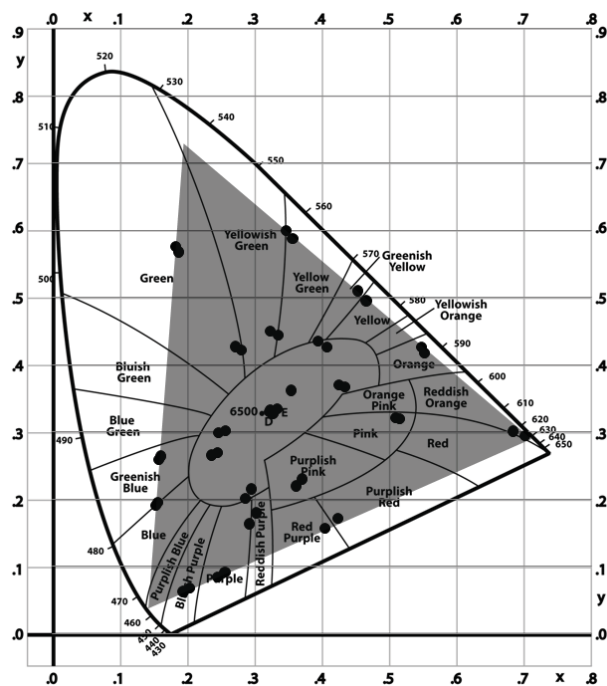 .0 x .1 .2 .3 .4 .5 .6 .7 .8
.9 .9
y
520
530
.8 .8
510
540
.7 .7
550
560
.6 .6
Yellowish
Green
570
Greenish
Yellow
500
Green
Yellow
Green
.5 .5
580
Yellowish
Orange
Yellow
590
.4 .4
Bluish
Green
Orange
600
Orange
Pink
Reddish
Orange
610
6500
E
D
620
Blue
Green
630
640
650
.3 .3
490
Pink
Red
Greenish
Blue
Purplish
Pink
Purplish
Red
.2 .2
Blue
Red
Purple
480
Purplish Blue
Purple
Reddish Purple
.1 .1
Purple
470
460
450
440
430
y
.0 .0
.0 .1 .2 .3 .4 .5 .6 .7 x .8